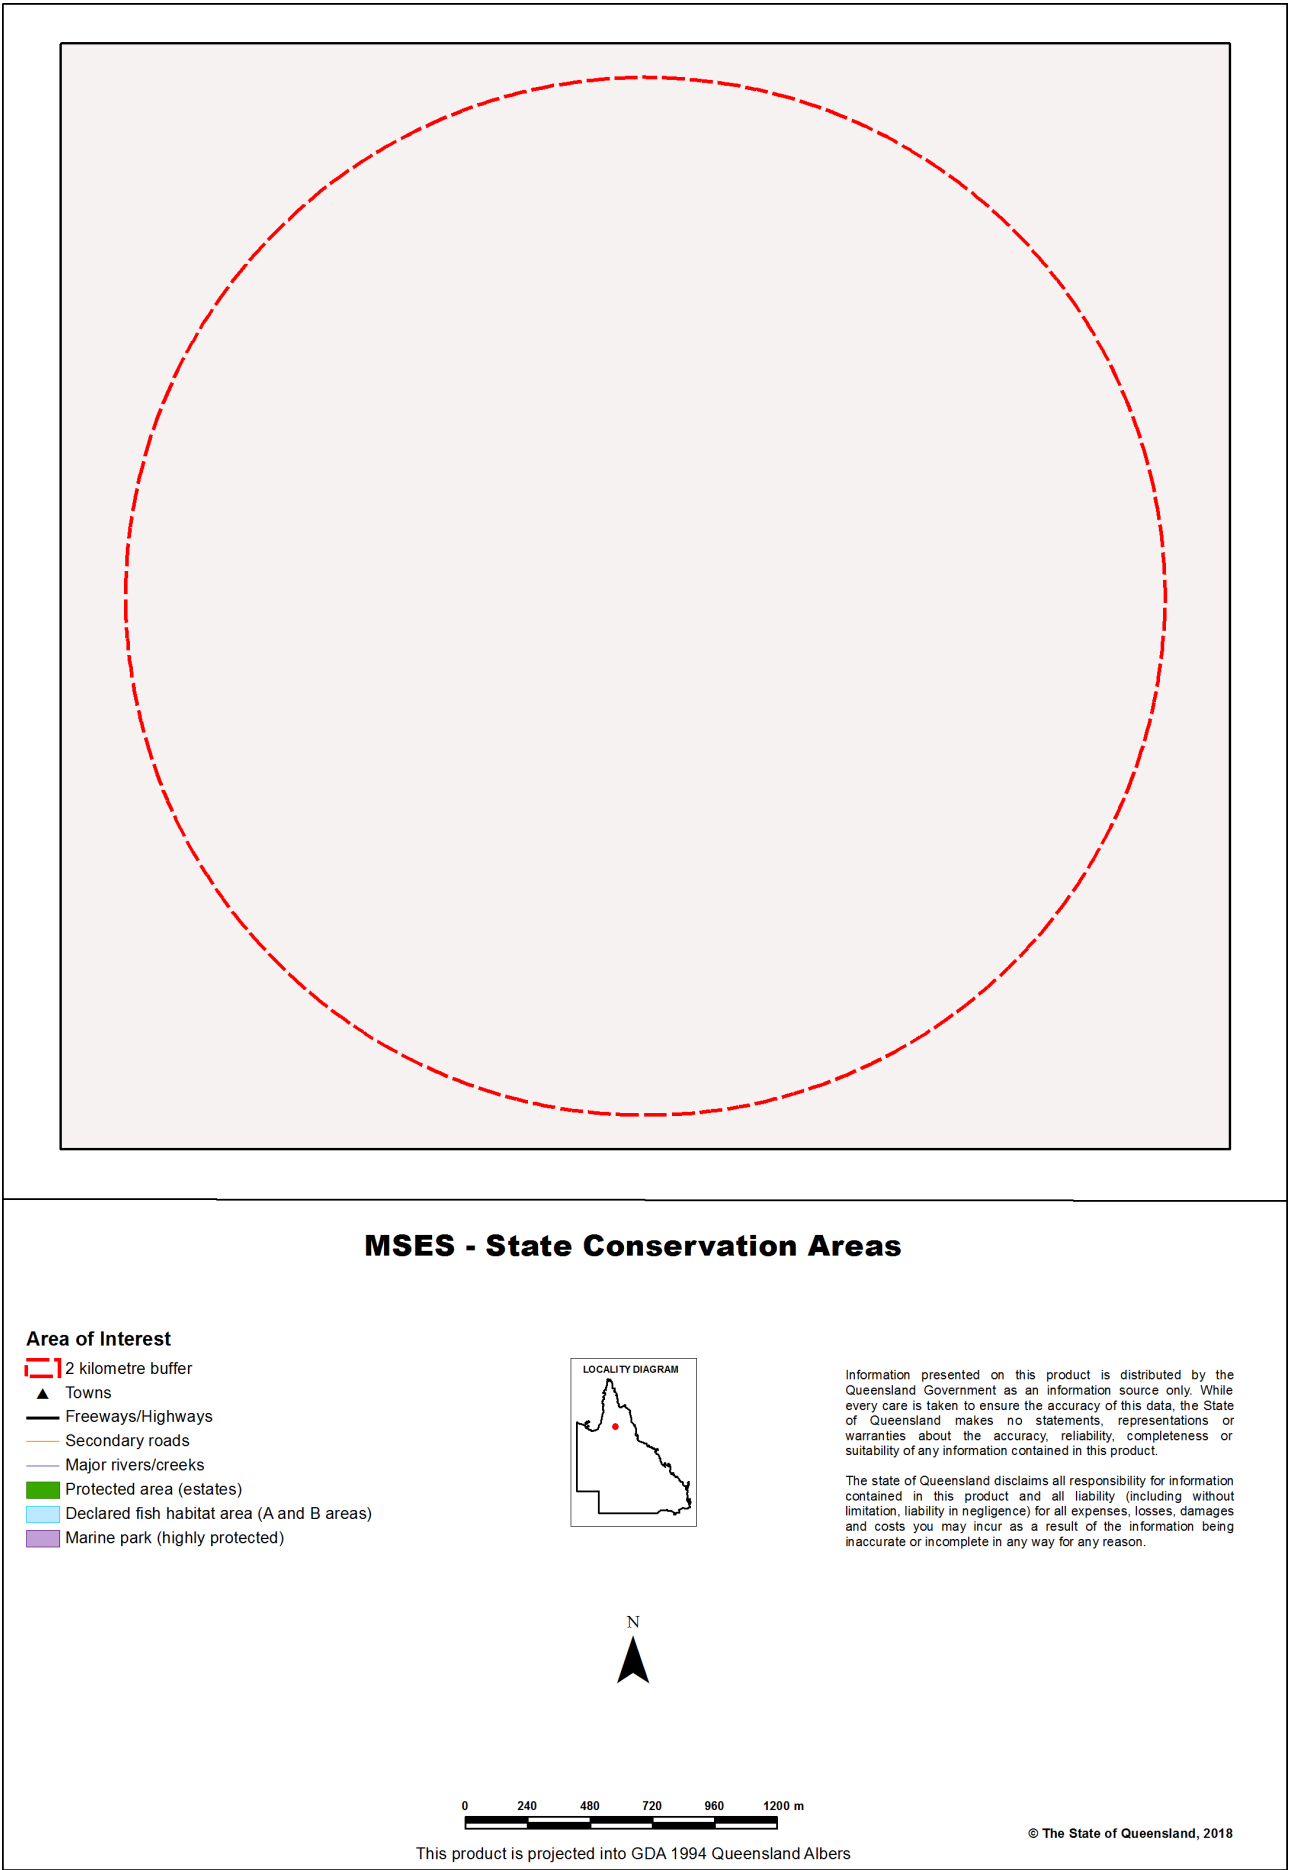 MSES - State Conservation Areas
Area of Interest
2 kilometre buffer
Towns
Freeways/Highways
Secondary roads
Major rivers/creeks
Protected area (estates)
Declared fish habitat area (A and B areas)
Marine park (highly protected)
LOCALITY DIAGRAM
Information presented on this product is distributed by the
Queensland Government as an information source only. While
every care is taken to ensure the accuracy of this data, the State
of Queensland makes no statements, representations or
warranties about the accuracy, reliability, completeness or
suitability of any information contained in this product.
The state of Queensland disclaims all responsibility for information
contained in this product and all liability (including without
limitation, liability in negligence) for all expenses, losses, damages
and costs you may incur as a result of the information being
inaccurate or incomplete in any way for any reason.
N
0 240 480 720 960 1200 m
This product is projected into GDA 1994 Queensland Albers
© The State of Queensland, 2018